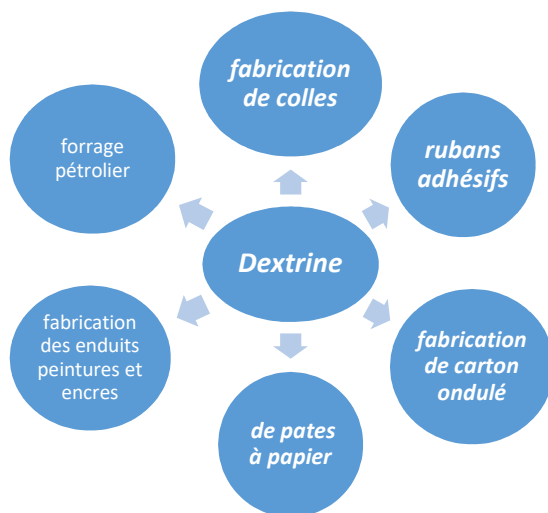 fabrication
de colles
forrage
pétrolier
rubans
adhésifs
Dextrine
fabrication
des enduits
peintures et
encres
fabrication
de carton
ondulé
de pates
à papier